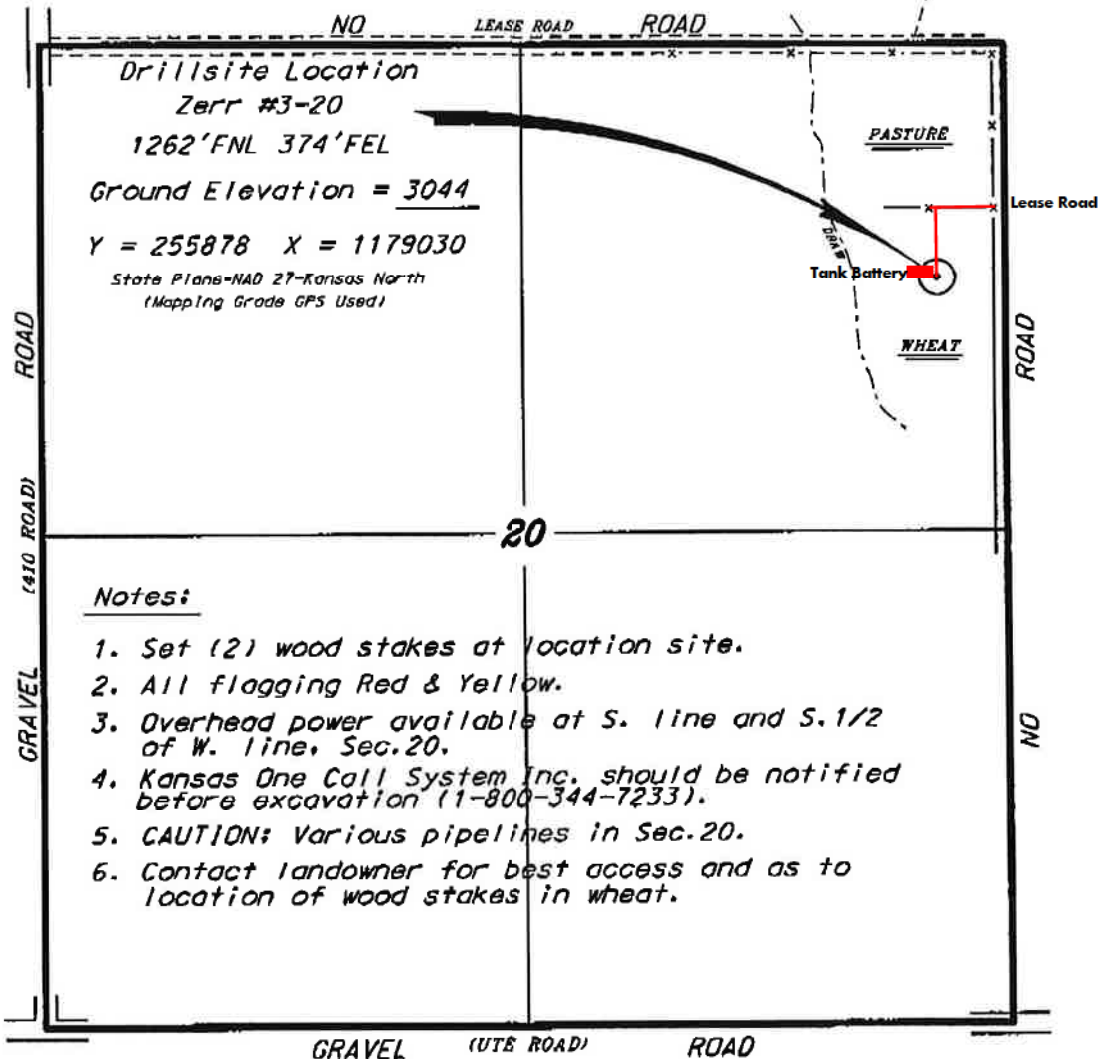 NO LEASE ROAD ROAD
Drillsite Location
Zerr #3-20
1262'FNL 374'FEL
Ground Elevation = 3044
Y = 255878 X = 1179030
State Plane-NAD 27-Kansas North
(Mapping Grade GPS Used)
PASTURE
Lease Road
DRAW
Tank Battery
WHEAT
ROAD
(410 ROAD)
GRAVEL
ROAD
NO
20
Notes:
1. Set (2) wood stakes at location site.
2. All flagging Red & Yellow.
3. Overhead power available at S. line and S.1/2
of W. line, Sec.20.
4. Kansas One Call System Inc. should be notified
before excavation (1-800-344-7233).
5. CAUTION: Various pipelines in Sec.20.
6. Contact landowner for best access and as to
location of wood stakes in wheat.
GRAVEL (UTE ROAD) ROAD